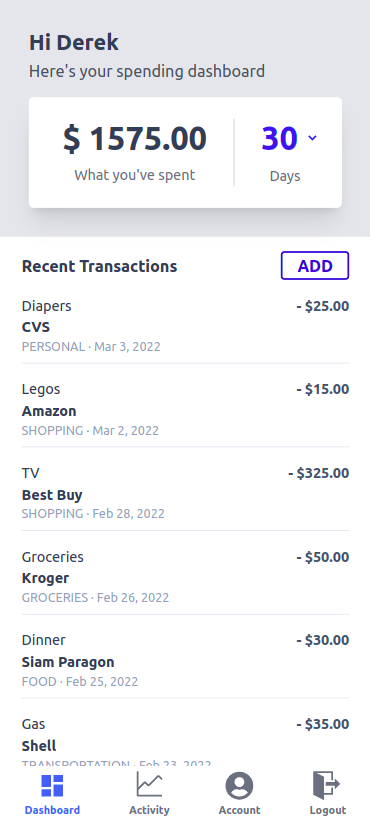 Hi Derek
Here's your spending dashboard
$ 1575.00 30
What you've spent Days
Recent Transactions ADD
Diapers - $25.00
CVS
PERSONAL · Mar 3, 2022
Legos - $15.00
Amazon
SHOPPING · Mar 2, 2022
TV - $325.00
Best Buy
SHOPPING · Feb 28, 2022
Groceries - $50.00
Kroger
GROCERIES · Feb 26, 2022
Dinner - $30.00
Siam Paragon
FOOD · Feb 25, 2022
Gas - $35.00
Shell
TRANSPORTATION · Feb 23, 2022
Dashboard Activity Account Logout